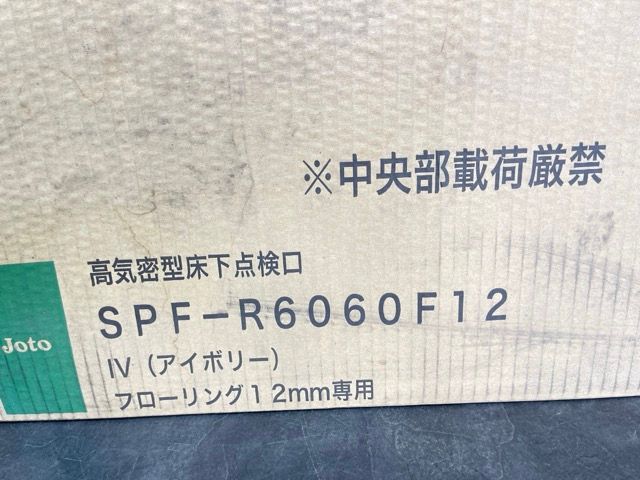 ※中央部載荷厳禁
高気密型床下点検口
SPF-R6060F12
Joto
IV（アイボリー）
フローリング12mm専用